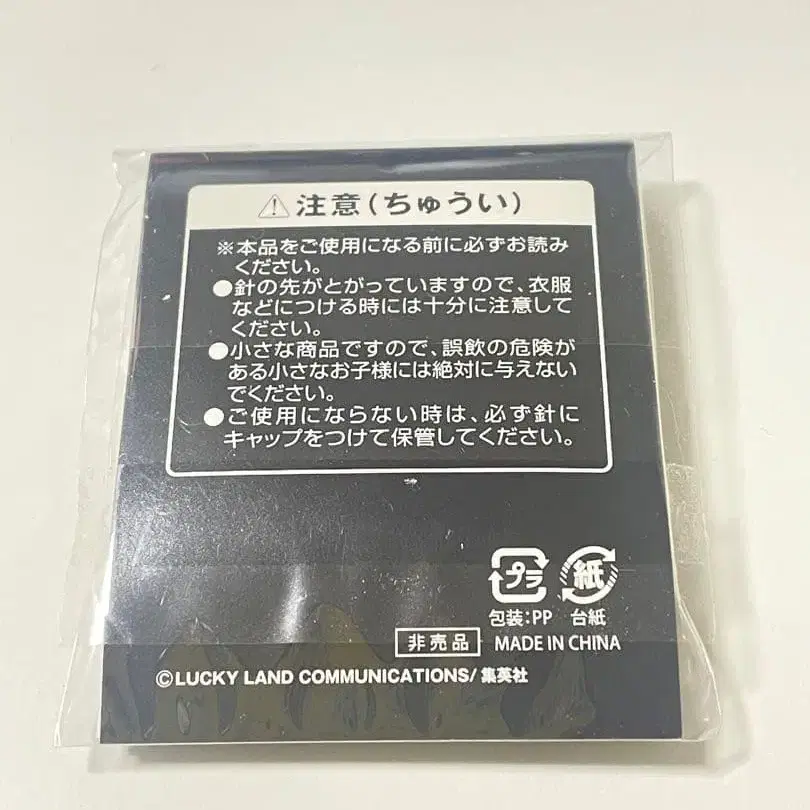 ⚠注意(ちゅうい)
※本品をご使用になる前に必ずお読み
ください。
●針の先がとがっていますので、衣服
などにつける時には十分に注意して
ください。
●小さな商品ですので、誤飲の危険が
ある小さなお子様には絶対に与えない
でください。
●ご使用にならない時は、必ず針に
キャップをつけて保管してください。
プラ 紙
包装:PP 台紙
非売品 MADE IN CHINA
©LUCKY LAND COMMUNICATIONS/集英社